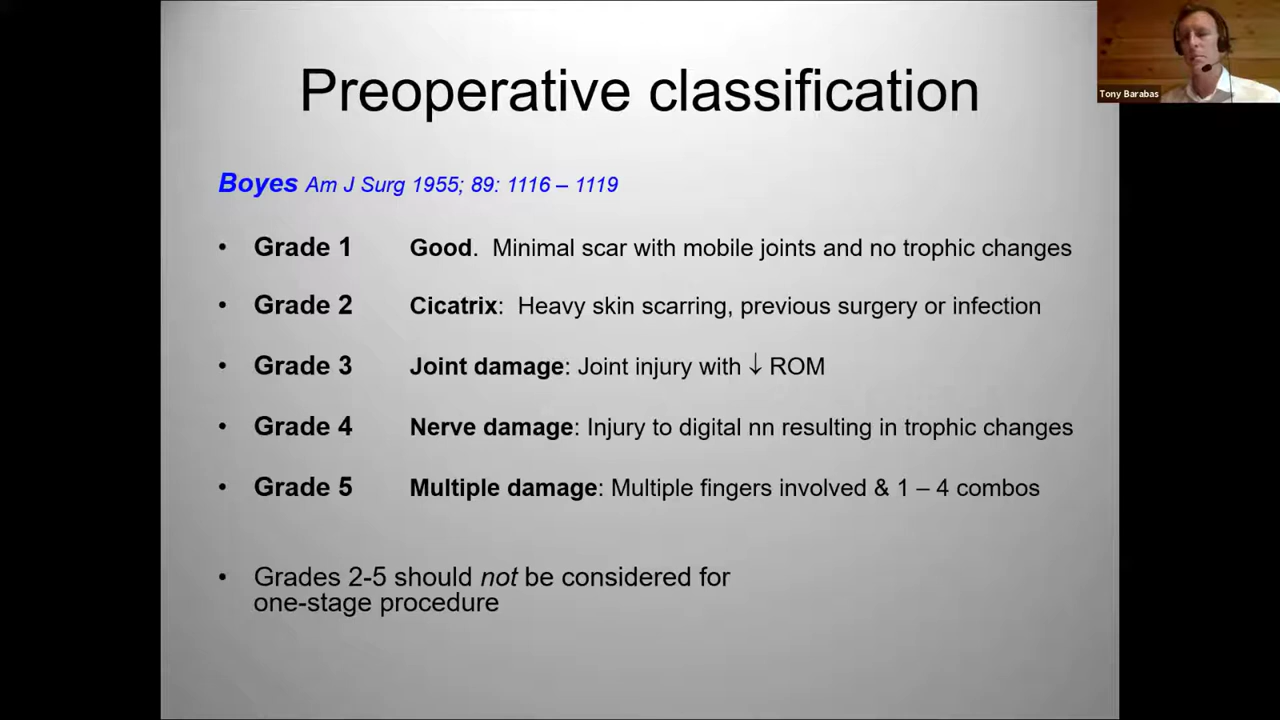 Preoperative classification
Tony Barabas
Boyes Am J Surg 1955; 89: 1116 – 1119
• Grade 1 Good. Minimal scar with mobile joints and no trophic changes
• Grade 2 Cicatrix: Heavy skin scarring, previous surgery or infection
• Grade 3 Joint damage: Joint injury with ↓ ROM
• Grade 4 Nerve damage: Injury to digital nn resulting in trophic changes
• Grade 5 Multiple damage: Multiple fingers involved & 1 – 4 combos
• Grades 2-5 should not be considered for
one-stage procedure